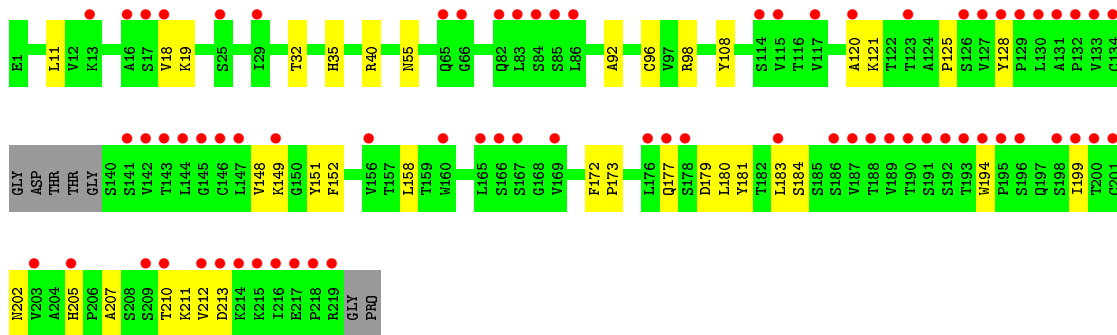 E1 L11 V12 K13 A16 S17 V18 K19 S25 I29 T32 H35 R40 N55 Q65 G66 Q82 L83 S84 S85 L86 A92 C96 V97 R98 Y108 S114 V115 T116 V117 A120 K121 T122 T123 A124 P125 S126 V127 Y128 P129 L130 A131 P132 V133 C134
GLY ASP THR THR GLY S140 S141 V142 T143 L144 G145 C146 L147 V148 K149 G150 Y151 F152 V156 T157 L158 T159 W160 L165 S166 S167 G168 V169 F172 P173 L176 Q177 S178 D179 L180 Y181 T182 L183 S184 S185 S186 V187 T188 V189 T190 S191 S192 T193 W194 P195 S196 Q197 S198 I199 T200 C201
N202 V203 A204 H205 P206 A207 S208 S209 T210 K211 V212 D213 K214 K215 I216 E217 P218 R219 GLY PRO